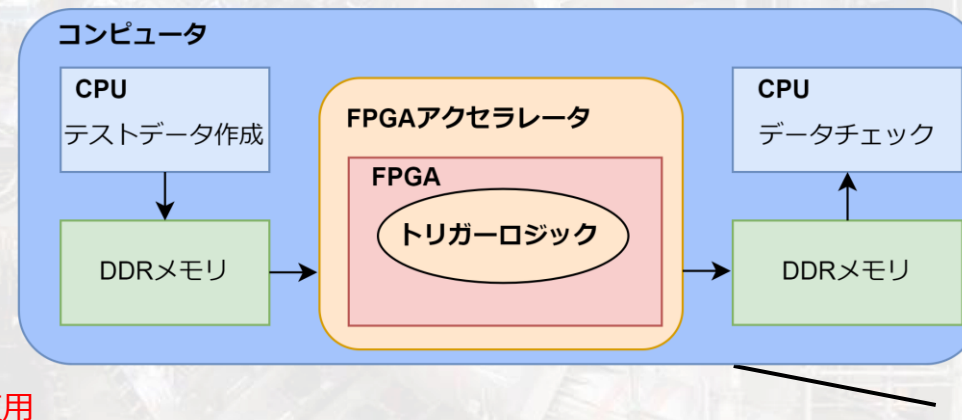 コンピュータ
CPU
テストデータ作成
DDRメモリ
FPGAアクセラレータ
FPGA
トリガーロジック
CPU
データチェック
DDRメモリ
用